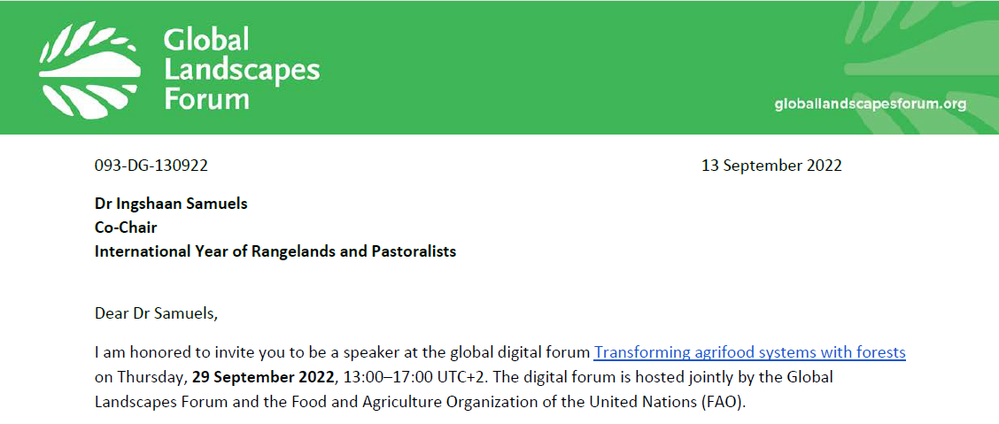 Global
Landscapes
Forum
globallandscapesforum.org
093-DG-130922
13 September 2022
Dr Ingshaan Samuels
Co-Chair
International Year of Rangelands and Pastoralists
Dear Dr Samuels,
I am honored to invite you to be a speaker at the global digital forum Transforming agrifood systems with forests
on Thursday, 29 September 2022, 13:00–17:00 UTC+2. The digital forum is hosted jointly by the Global
Landscapes Forum and the Food and Agriculture Organization of the United Nations (FAO).